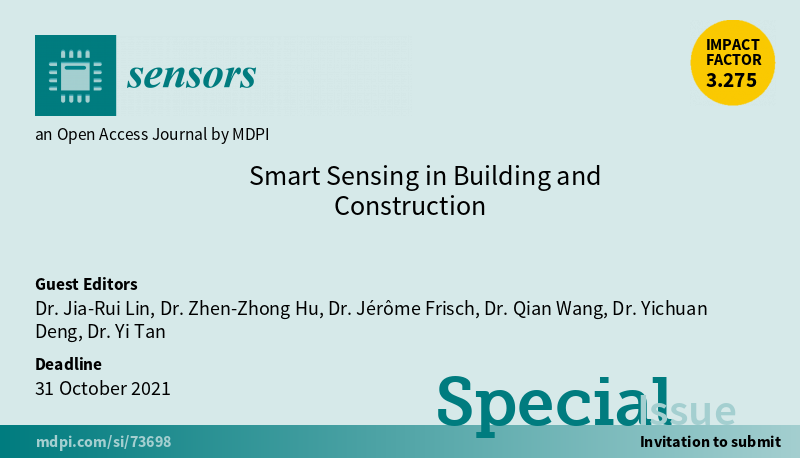 sensors
IMPACT
FACTOR
3.275
an Open Access Journal by MDPI
Smart Sensing in Building and
Construction
Guest Editors
Dr. Jia-Rui Lin, Dr. Zhen-Zhong Hu, Dr. Jérôme Frisch, Dr. Qian Wang, Dr. Yichuan
Deng, Dr. Yi Tan
Deadline
31 October 2021
Special Issue
mdpi.com/si/73698
Invitation to submit